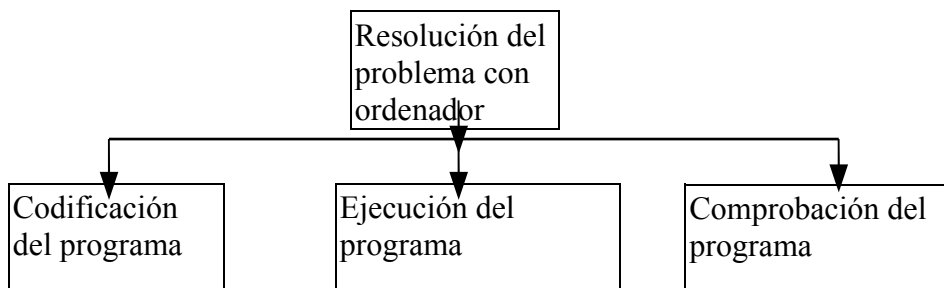 Resolución del
problema con
ordenador
Codificación
del programa
Ejecución del
programa
Comprobación del
programa